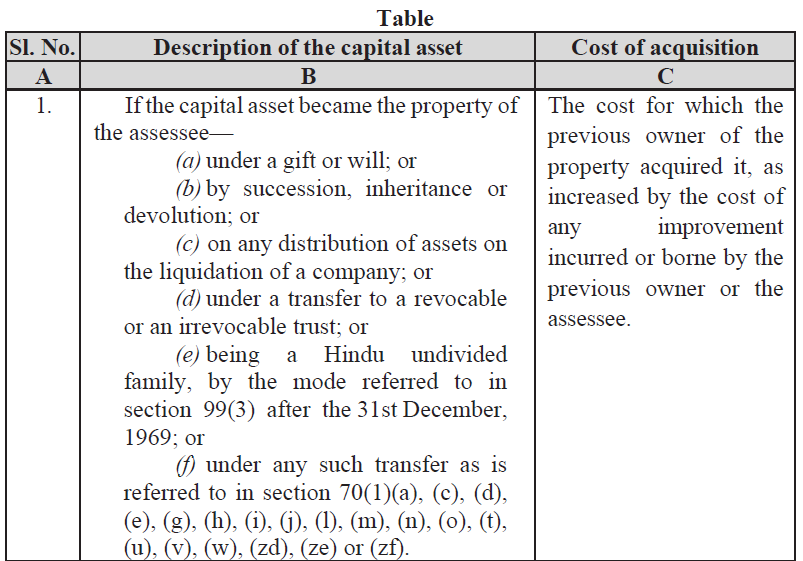 Table
Sl. No. Description of the capital asset Cost of acquisition
A B C
1. If the capital asset became the property of
the assessee—
(a) under a gift or will; or
(b) by succession, inheritance or
devolution; or
(c) on any distribution of assets on
the liquidation of a company; or
(d) under a transfer to a revocable
or an irrevocable trust; or
(e) being a Hindu undivided
family, by the mode referred to in
section 99(3) after the 31st December,
1969; or
(f) under any such transfer as is
referred to in section 70(1)(a), (c), (d),
(e), (g), (h), (i), (j), (l), (m), (n), (o), (t),
(u), (v), (w), (zd), (ze) or (zf).
The cost for which the
previous owner of the
property acquired it, as
increased by the cost of
any improvement
incurred or borne by the
previous owner or the
assessee.